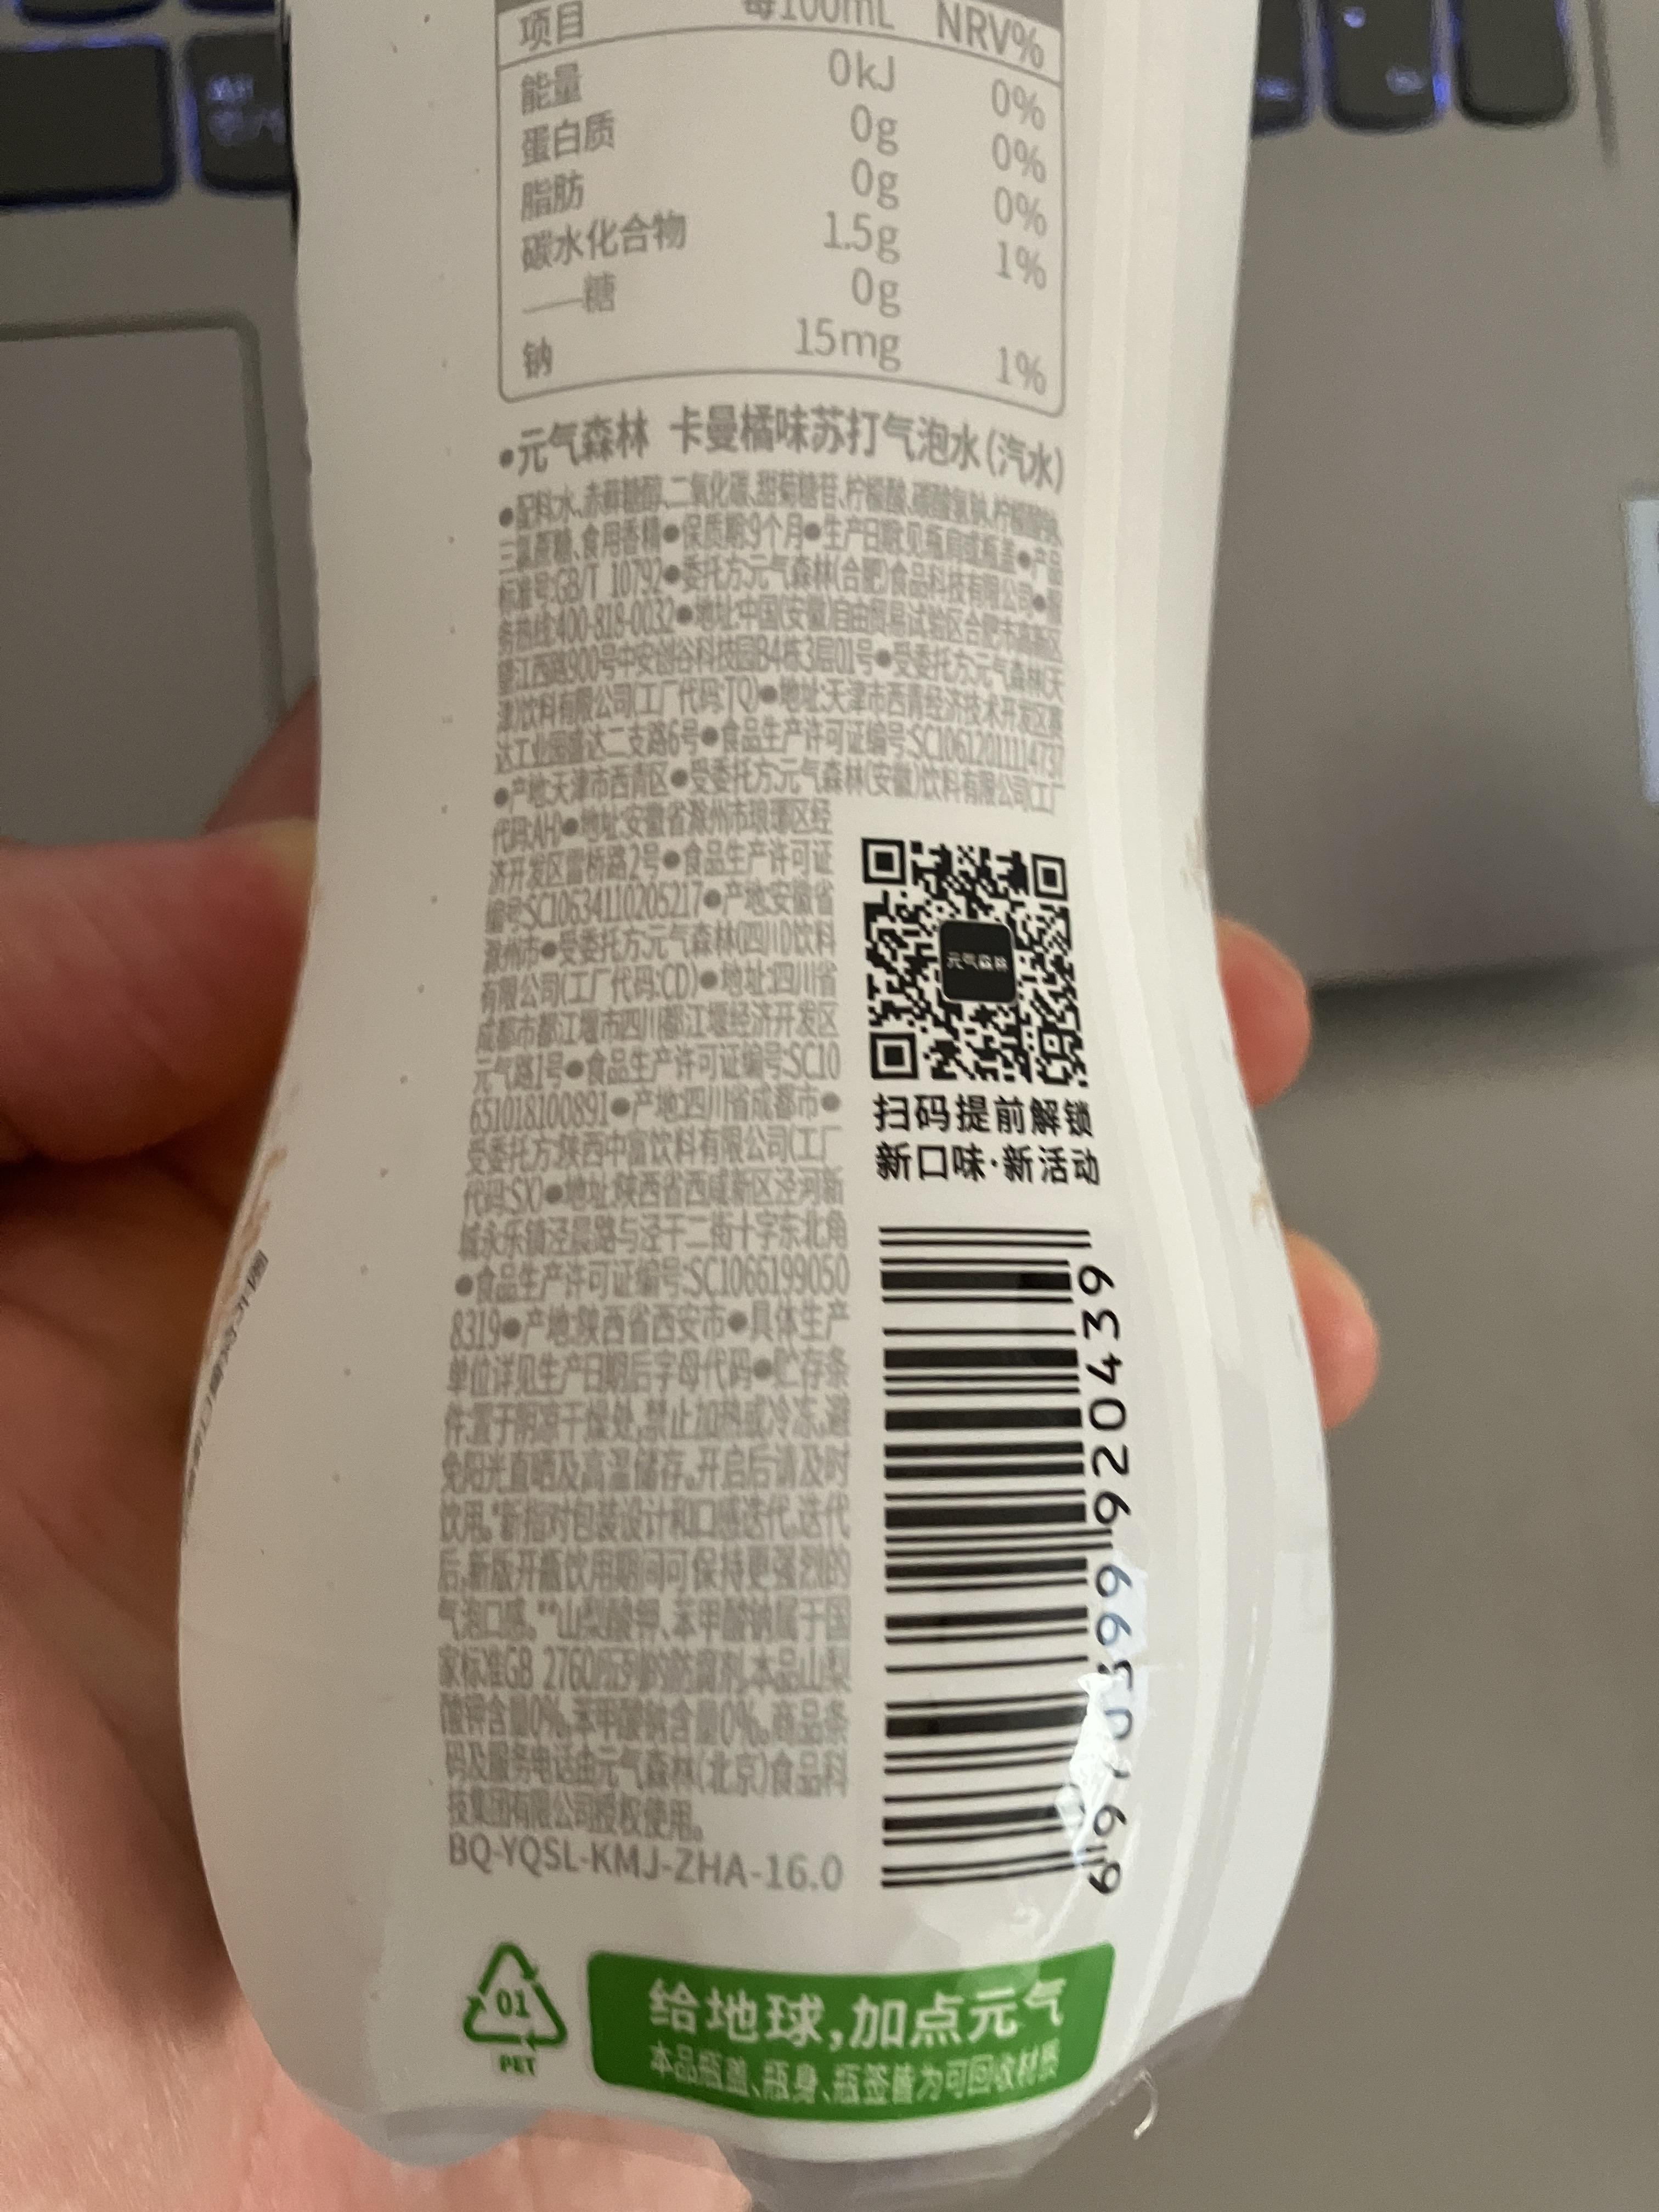 项目 每100mL NRV%
能量 0kJ 0%
蛋白质 0g 0%
脂肪 0g 0%
碳水化合物 1.5g 1%
——糖 0g
钠 15mg 1%
●元气森林 卡曼橘味苏打气泡水(汽水)
●配料:水、赤藓糖醇、二氧化碳、甜菊糖苷、柠檬酸、碳酸氢钠、柠檬酸钠、
三氯蔗糖、食用香精●保质期:9个月●生产日期:见瓶肩或瓶盖●产品
标准号:GB/T 10792●委托方:元气森林(合肥)食品科技有限公司●服
务热线:400-818-0032●地址:中国(安徽)自由贸易试验区合肥市高新区
望江西路900号中安创谷科技园B4栋3层01号●受委托方:元气森林(天
津)饮料有限公司(工厂代码:TQ)●地址:天津市西青经济技术开发区赛
达工业园盛达二支路6号●食品生产许可证编号:SC10612011114737
●产地:天津市西青区●受委托方:元气森林(安徽)饮料有限公司(工厂
代码:AH)●地址:安徽省滁州市琅琊区经
济开发区雷桥路2号●食品生产许可证
编号:SC10634110205217●产地:安徽省
滁州市●受委托方:元气森林(四川)饮料
有限公司(工厂代码:CD)●地址:四川省
成都市都江堰市四川都江堰经济开发区
元气路1号●食品生产许可证编号:SC10
651018100891●产地:四川省成都市●
受委托方:陕西中富饮料有限公司(工厂
代码:SX)●地址:陕西省西咸新区泾河新
城永乐镇泾晨路与泾干二街十字东北角
●食品生产许可证编号:SC1066199050
8319●产地:陕西省西安市●具体生产
单位详见生产日期后字母代码●贮存条
件:置于阴凉干燥处,禁止加热或冷冻,避
免阳光直晒及高温储存。开启后请及时
饮用。*新指对包装设计和口感迭代,迭代
后,新版开瓶饮用期间可保持更强烈的
气泡口感。**山梨酸钾、苯甲酸钠属于国
家标准GB 2760所列的防腐剂,本品山梨
酸钾含量0%,苯甲酸钠含量0%。商品条
码及服务电话由元气森林(北京)食品科
技集团有限公司授权使用。
BQ-YQSL-KMJ-ZHA-16.0
元气森林
扫码提前解锁
新口味·新活动
6970399920439
01
PET
给地球,加点元气
本品瓶盖、瓶身、瓶签皆为可回收材质